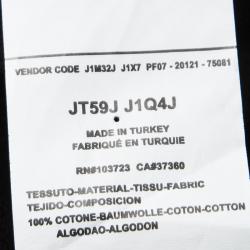 VENDOR CODE J1M32J J1X7 PF07 - 20121 - 75081
JT59J J1Q4J
MADE IN TURKEY
FABRIQUÉ EN TURQUIE
RN#103723 CA#37360
TESSUTO-MATERIAL-TISSU-FABRIC
TEJIDO-COMPOSICION
100% COTONE-BAUMWOLLE-COTON-COTTON
ALGODAO-ALGODON